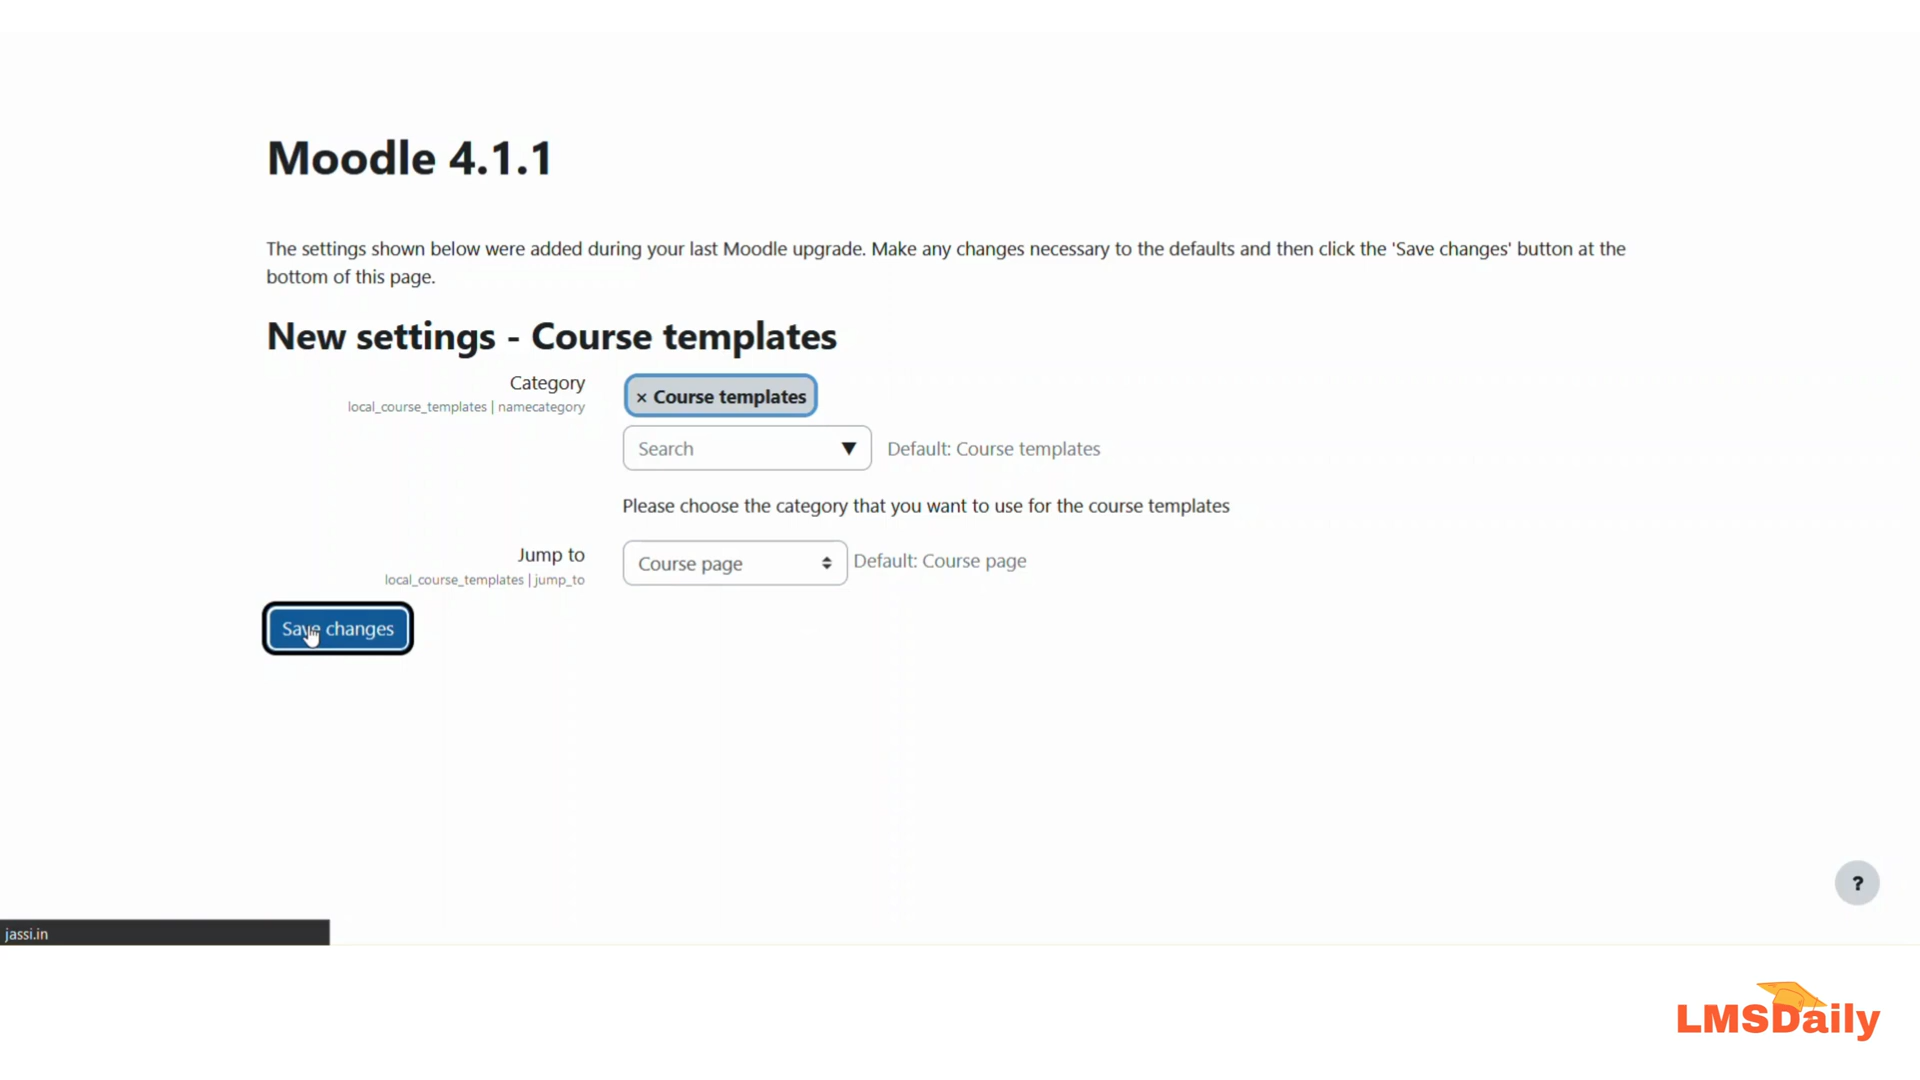 Moodle 4.1.1
The settings shown below were added during your last Moodle upgrade. Make any changes necessary to the defaults and then click the 'Save changes' button at the
bottom of this page.
New settings - Course templates
Category
local_course_templates | namecategory
× Course templates
Search ▼ Default: Course templates
Please choose the category that you want to use for the course templates
Jump to
local_course_templates | jump_to
Course page Default: Course page
Save changes
?
jassi.in
LMSDaily